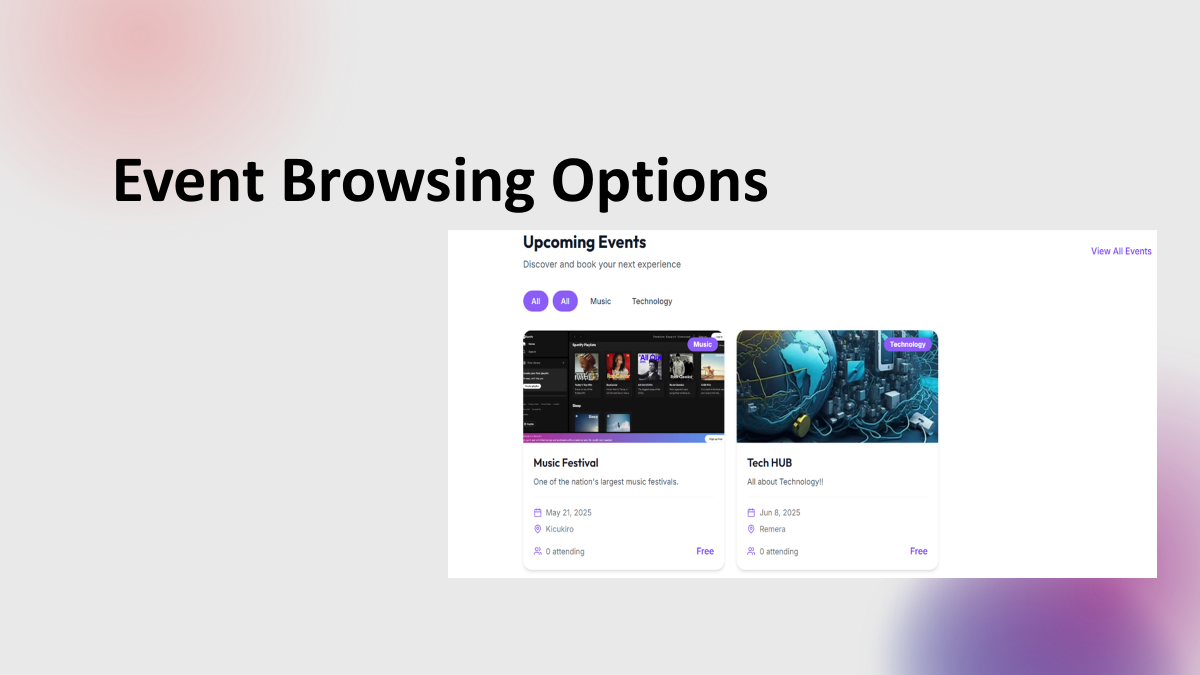 Event Browsing Options
Upcoming Events
View All Events
Discover and book your next experience
All All Music Technology
Music
Spotify Playlists
Technology
Music Festival
One of the nation's largest music festivals.
May 21, 2025
Kicukiro
0 attending Free
Tech HUB
All about Technology!!
Jun 8, 2025
Remera
0 attending Free